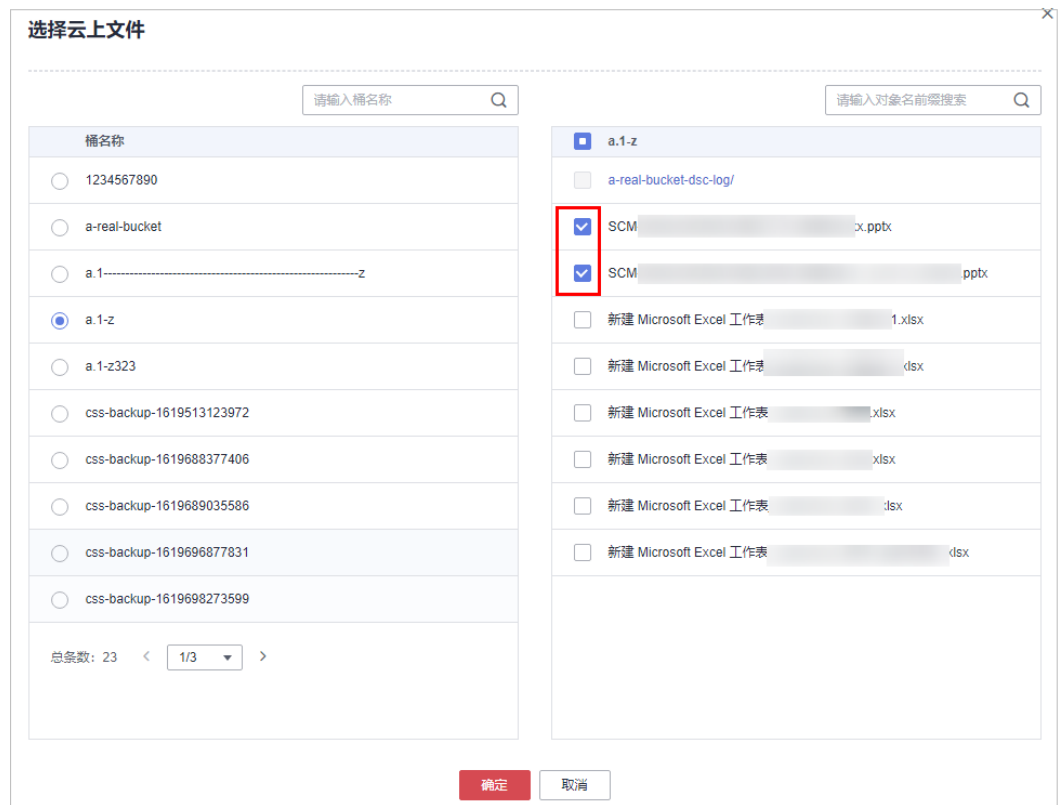 选择云上文件
请输入桶名称
请输入对象名前缀搜索
桶名称
1234567890
a-real-bucket
a.1------------------------------------------------------------z
a.1-z
a.1-z323
css-backup-1619513123972
css-backup-1619688377406
css-backup-1619689035586
css-backup-1619696877831
css-backup-1619698273599
总条数: 23 < 1/3 >
a.1-z
a-real-bucket-dsc-log/
SCM x.pptx
SCM .pptx
新建 Microsoft Excel 工作表 1.xlsx
新建 Microsoft Excel 工作表 xlsx
新建 Microsoft Excel 工作表 .xlsx
新建 Microsoft Excel 工作表 xlsx
新建 Microsoft Excel 工作表 lsx
新建 Microsoft Excel 工作表 .xlsx
确定 取消